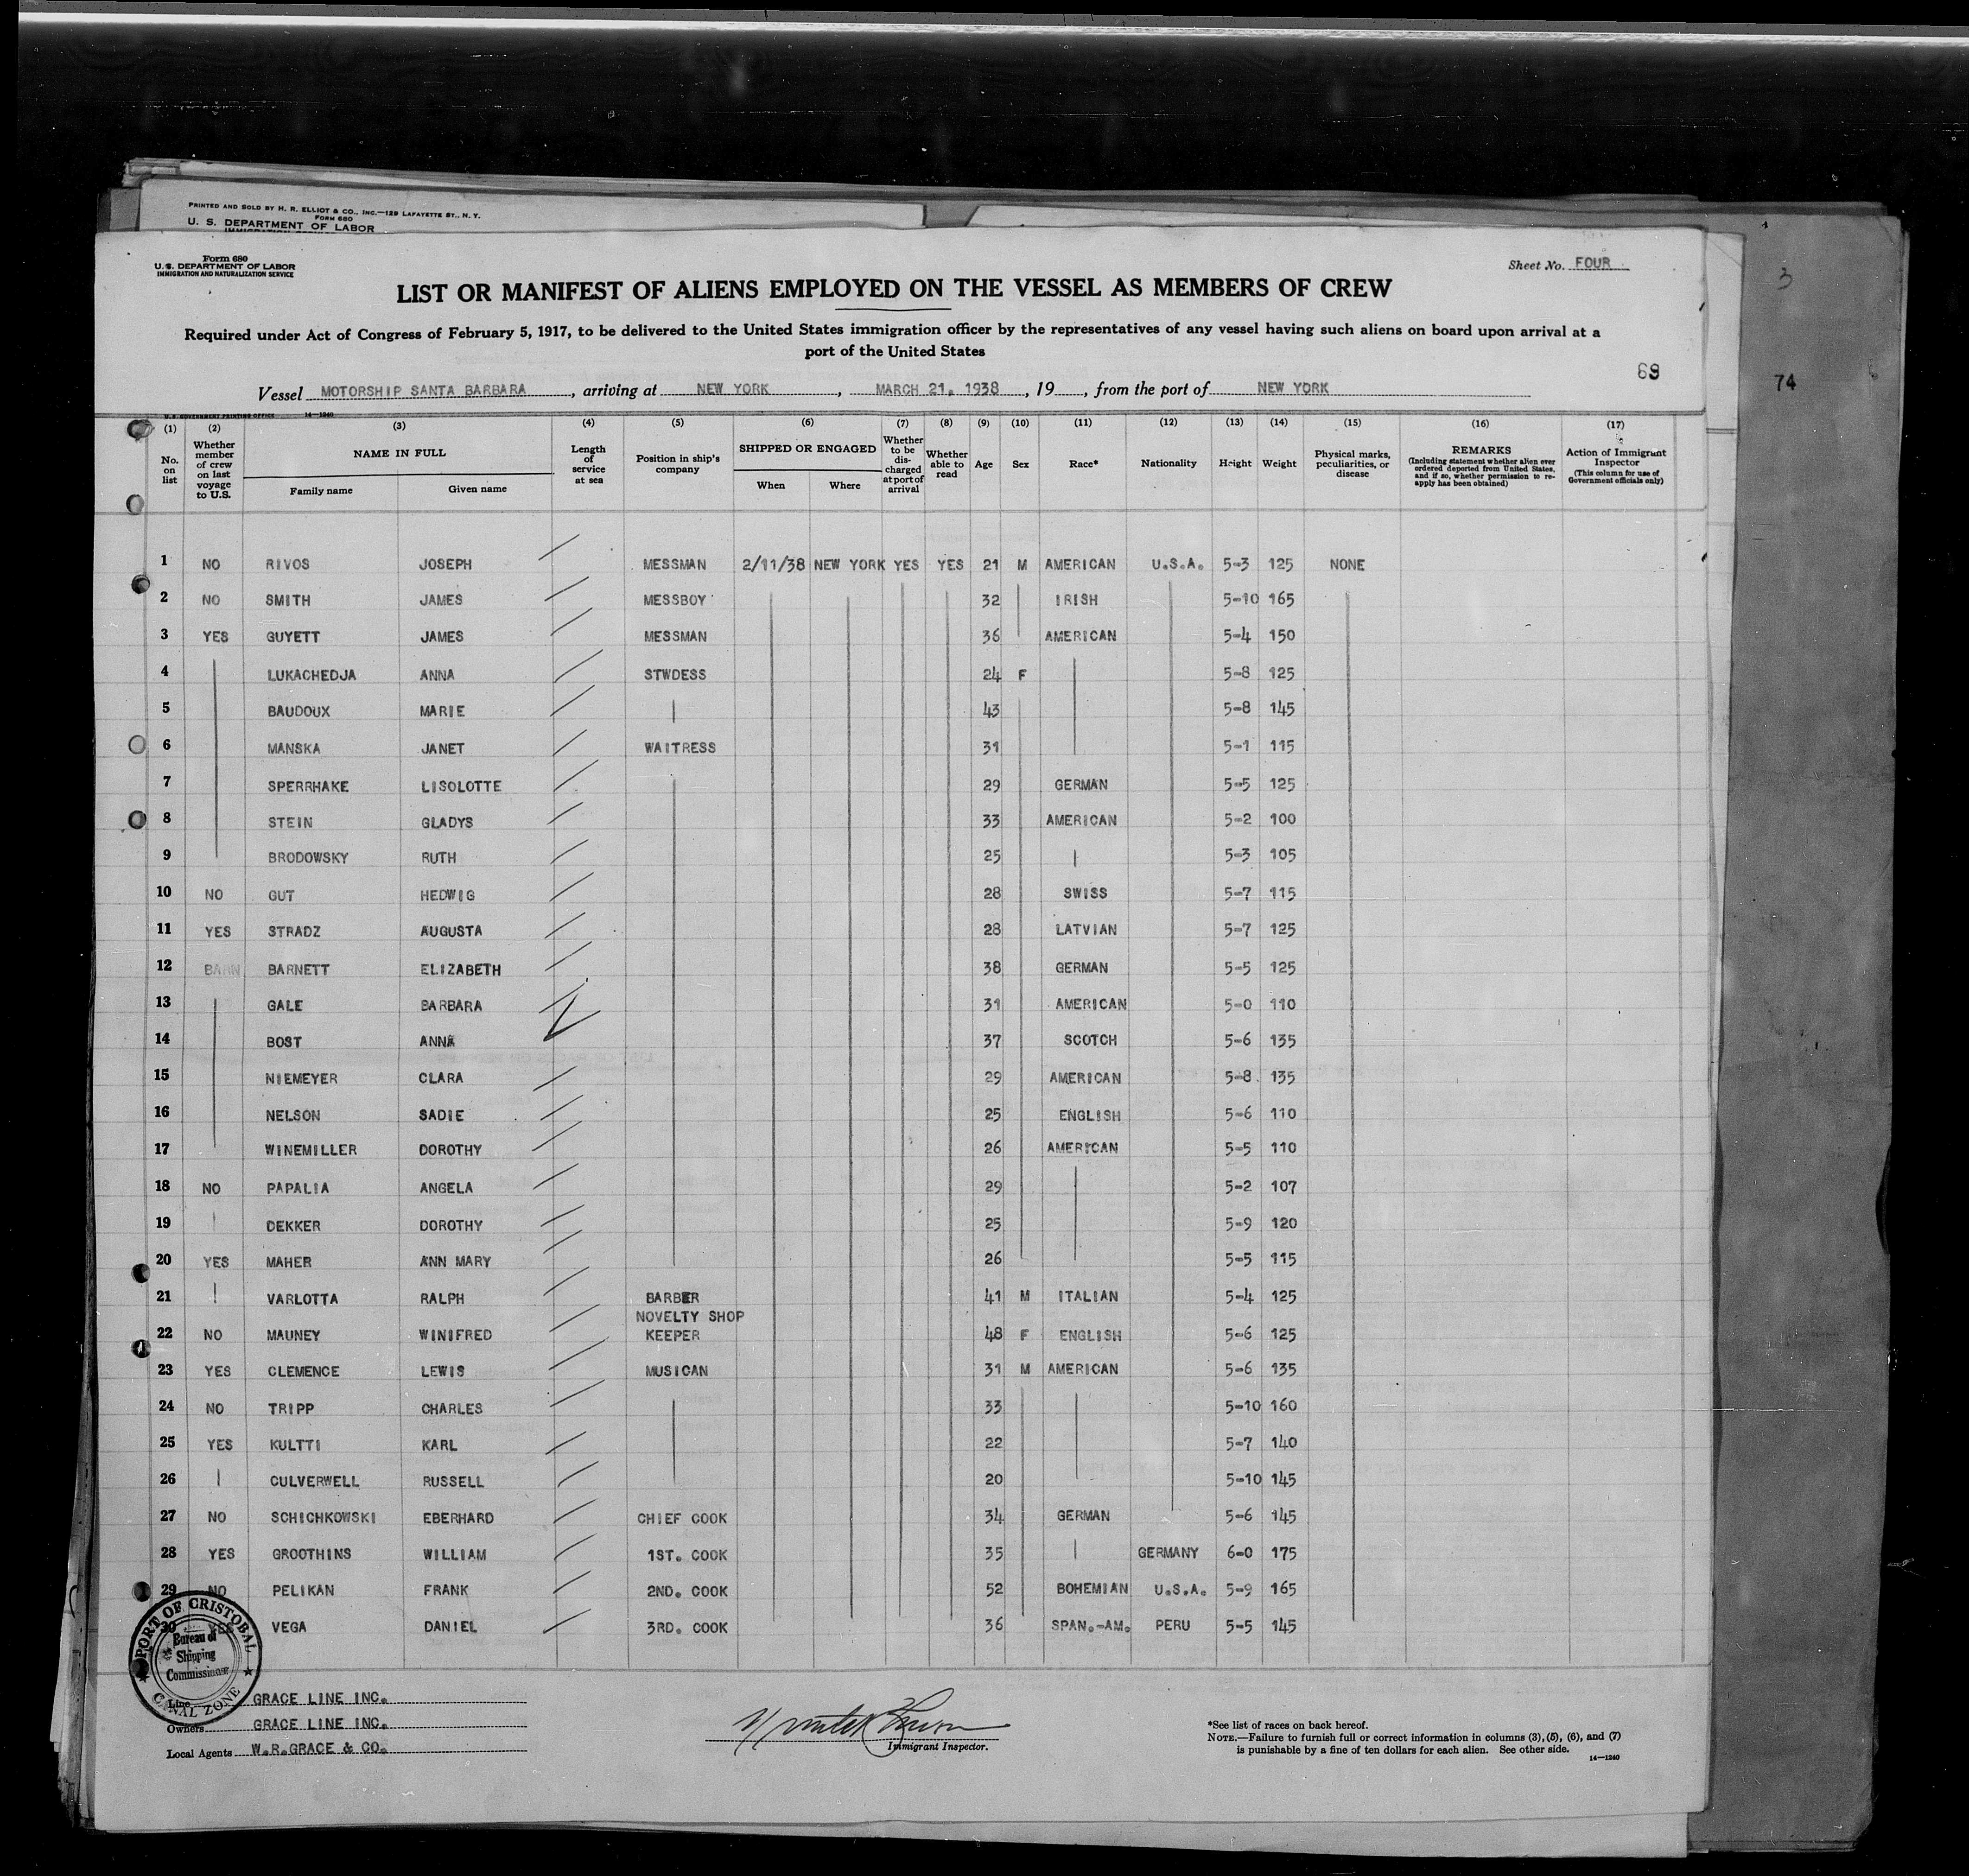 PRINTED AND SOLD BY H. R. ELLIOT & CO., INC.—129 LAFAYETTE ST., N. Y.
FORM 680
U. S. DEPARTMENT OF LABOR
Form 680
U.S. DEPARTMENT OF LABOR
IMMIGRATION AND NATURALIZATION SERVICE
Sheet No. FOUR
3
LIST OR MANIFEST OF ALIENS EMPLOYED ON THE VESSEL AS MEMBERS OF CREW
Required under Act of Congress of February 5, 1917, to be delivered to the United States immigration officer by the representatives of any vessel having such aliens on board upon arrival at a
port of the United States
74
Vessel MOTORSHIP SANTA BARBARA, arriving at NEW YORK, MARCH 21, 1938, 19, from the port of NEW YORK
U.S. GOVERNMENT PRINTING OFFICE 14—1240
(1) No. on list
(2) Whether member of crew on last voyage to U.S.
(3) NAME IN FULL Family name Given name
(4) Length of service at sea
(5) Position in ship's company
(6) SHIPPED OR ENGAGED When Where
(7) Whether to be discharged at port of arrival
(8) Whether able to read
(9) Age
(10) Sex
(11) Race*
(12) Nationality
(13) Height
(14) Weight
(15) Physical marks, peculiarities, or disease
(16) REMARKS (Including statement whether alien ever ordered deported from United States, and if so, whether permission to reapply has been obtained)
(17) Action of Immigrant Inspector (This column for use of Government officials only)
1 NO RIVOS JOSEPH MESSMAN 2/11/38 NEW YORK YES YES 21 M AMERICAN U.S.A. 5-3 125 NONE
2 NO SMITH JAMES MESSBOY 32 IRISH 5-10 165
3 YES GUYETT JAMES MESSMAN 36 AMERICAN 5-4 150
4 LUKACHEDJA ANNA STWDESS 24 F 5-8 125
5 BAUDOUX MARIE 43 5-8 145
6 MANSKA JANET WAITRESS 31 5-1 115
7 SPERRHAKE LISOLOTTE 29 GERMAN 5-5 125
8 STEIN GLADYS 33 AMERICAN 5-2 100
9 BRODOWSKY RUTH 25 5-3 105
10 NO GUT HEDWIG 28 SWISS 5-7 115
11 YES STRADZ AUGUSTA 28 LATVIAN 5-7 125
12 BARN BARNETT ELIZABETH 38 GERMAN 5-5 125
13 GALE BARBARA 31 AMERICAN 5-0 110
14 BOST ANNA 37 SCOTCH 5-6 135
15 NIEMEYER CLARA 29 AMERICAN 5-8 135
16 NELSON SADIE 25 ENGLISH 5-6 110
17 WINEMILLER DOROTHY 26 AMERICAN 5-5 110
18 NO PAPALIA ANGELA 29 5-2 107
19 DEKKER DOROTHY 25 5-9 120
20 YES MAHER ANN MARY 26 5-5 115
21 VARLOTTA RALPH BARBER 41 M ITALIAN 5-4 125
NOVELTY SHOP
22 NO MAUNEY WINIFRED KEEPER 48 F ENGLISH 5-6 125
23 YES CLEMENCE LEWIS MUSICAN 31 M AMERICAN 5-6 135
24 NO TRIPP CHARLES 33 5-10 160
25 YES KULTTI KARL 22 5-7 140
26 CULVERWELL RUSSELL 20 5-10 145
27 NO SCHICHKOWSKI EBERHARD CHIEF COOK 34 GERMAN 5-6 145
28 YES GROOTHINS WILLIAM 1ST. COOK 35 GERMANY 6-0 175
29 NO PELIKAN FRANK 2ND. COOK 52 BOHEMIAN U.S.A. 5-9 165
30 YES VEGA DANIEL 3RD. COOK 36 SPAN.-AM. PERU 5-5 145
PORT OF CRISTOBAL
Bureau of
Shipping
Commissioner
CANAL ZONE
Line GRACE LINE INC.
Owners GRACE LINE INC.
Local Agents W.R.GRACE & CO.
Immigrant Inspector.
*See list of races on back hereof.
NOTE.—Failure to furnish full or correct information in columns (3), (5), (6), and (7)
is punishable by a fine of ten dollars for each alien. See other side.
14—1240